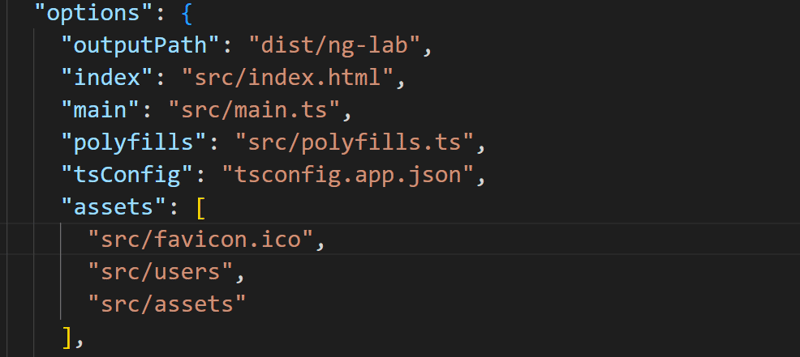 "options": {
"outputPath": "dist/ng-lab",
"index": "src/index.html",
"main": "src/main.ts",
"polyfills": "src/polyfills.ts",
"tsConfig": "tsconfig.app.json",
"assets": [
"src/favicon.ico",
"src/users",
"src/assets"
],